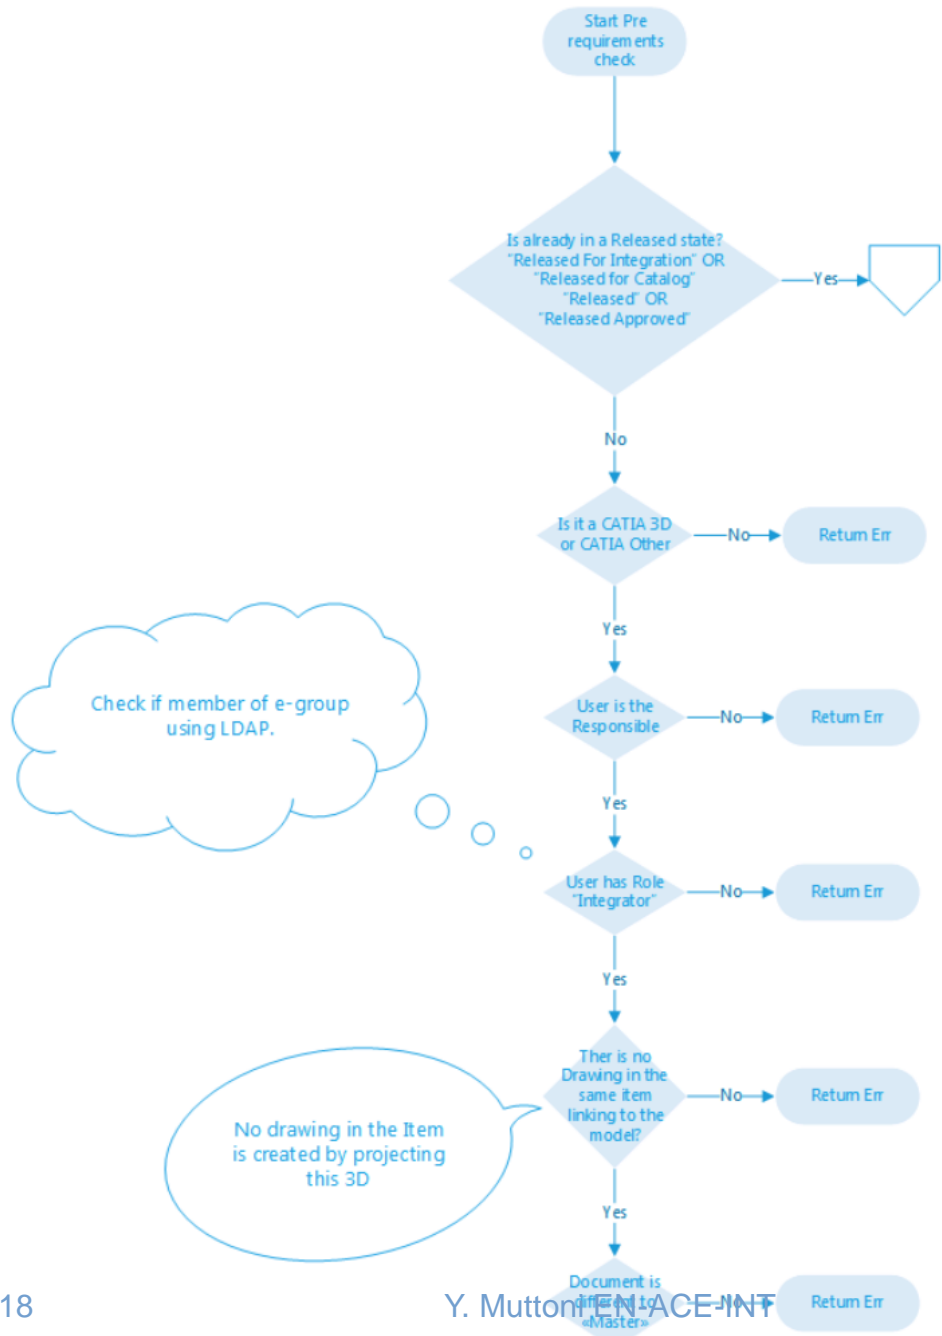 Start Pre
requirements
check
Is already in a Released state?
"Released For Integration" OR
"Released for Catalog"
"Released" OR
"Released Approved"
Yes
No
Is it a CATIA 3D
or CATIA Other
No
Return Err
Yes
Check if member of e-group
using LDAP.
User is the
Responsible
No
Return Err
Yes
User has Role
"Integrator"
No
Return Err
Yes
Ther is no
Drawing in the
same item
linking to the
model?
No
Return Err
No drawing in the Item
is created by projecting
this 3D
Yes
Document is
different to
«Master»
No
Return Err
18
Y. Muttoni EN-ACE-INT